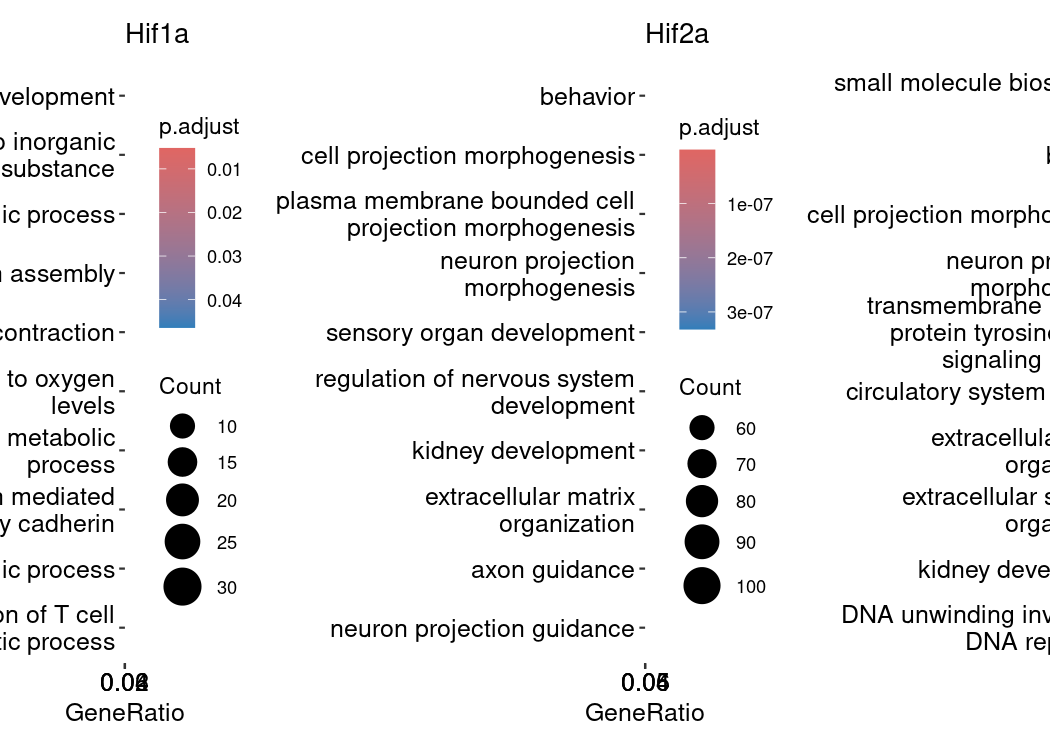 Hif1a
velopment
inorganic
substance
ic process
assembly
contraction
to oxygen
levels
metabolic
process
mediated
y cadherin
ic process
on of T cell
tic process
p.adjust
0.01
0.02
0.03
0.04
Count
10
15
20
25
30
GeneRatio
Hif2a
behavior
cell projection morphogenesis
plasma membrane bounded cell
projection morphogenesis
neuron projection
morphogenesis
sensory organ development
regulation of nervous system
development
kidney development
extracellular matrix
organization
axon guidance
neuron projection guidance
p.adjust
1e-07
2e-07
3e-07
Count
60
70
80
90
100
GeneRatio
small molecule bios
cell projection morpho
neuron pr
morpho
transmembrane
protein tyrosine
signaling
circulatory system
extracellula
orga
extracellular s
orga
kidney deve
DNA unwinding inv
DNA rep